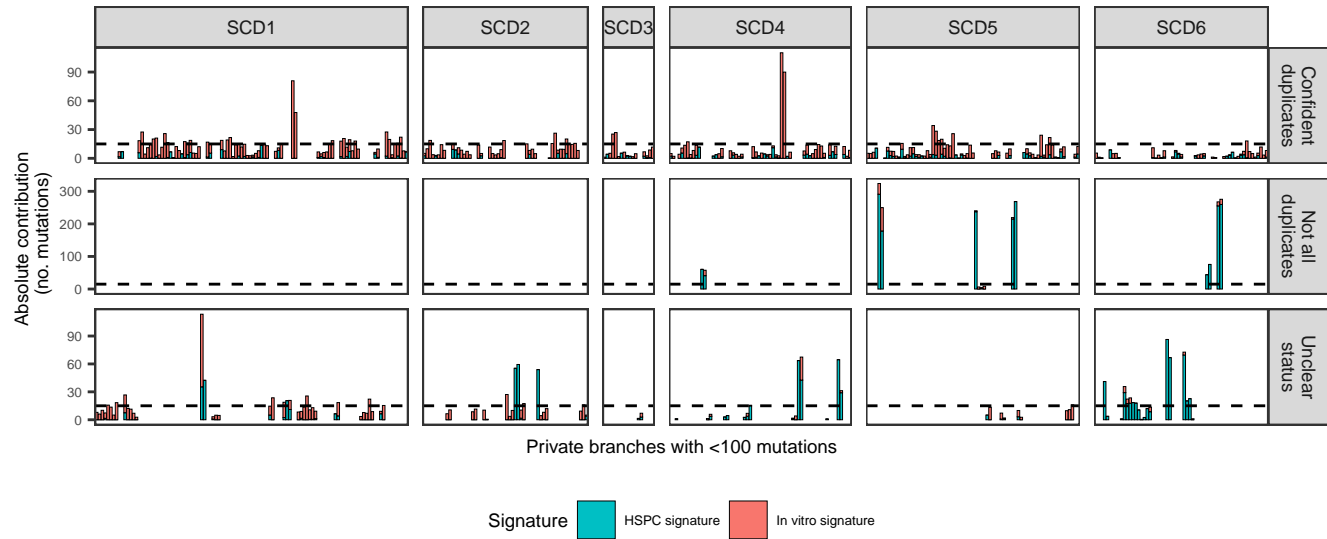 SCD1 SCD2 SCD3 SCD4 SCD5 SCD6
Absolute contribution
(no. mutations)
90
60
30
0
Confident
duplicates
300
200
100
0
Not all
duplicates
90
60
30
0
Unclear
status
Private branches with <100 mutations
Signature HSPC signature In vitro signature